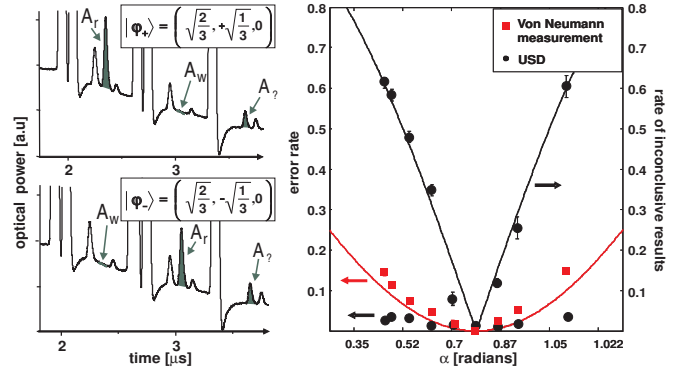 A_r
|φ₊⟩ = (√2/3, +√1/3, 0)
A_w
A_?
2
3
|φ₋⟩ = (√2/3, -√1/3, 0)
A_w
A_r
A_?
2
3
time [μs]
optical power [a.u]
0.8
0.7
0.6
0.5
0.4
0.3
0.2
0.1
error rate
Von Neumann
measurement
USD
0.8
0.8
0.6
0.5
0.4
0.3
0.2
0.1
rate of inconclusive results
0.35
0.52
0.7
0.87
1.05
1.022
α [radians]